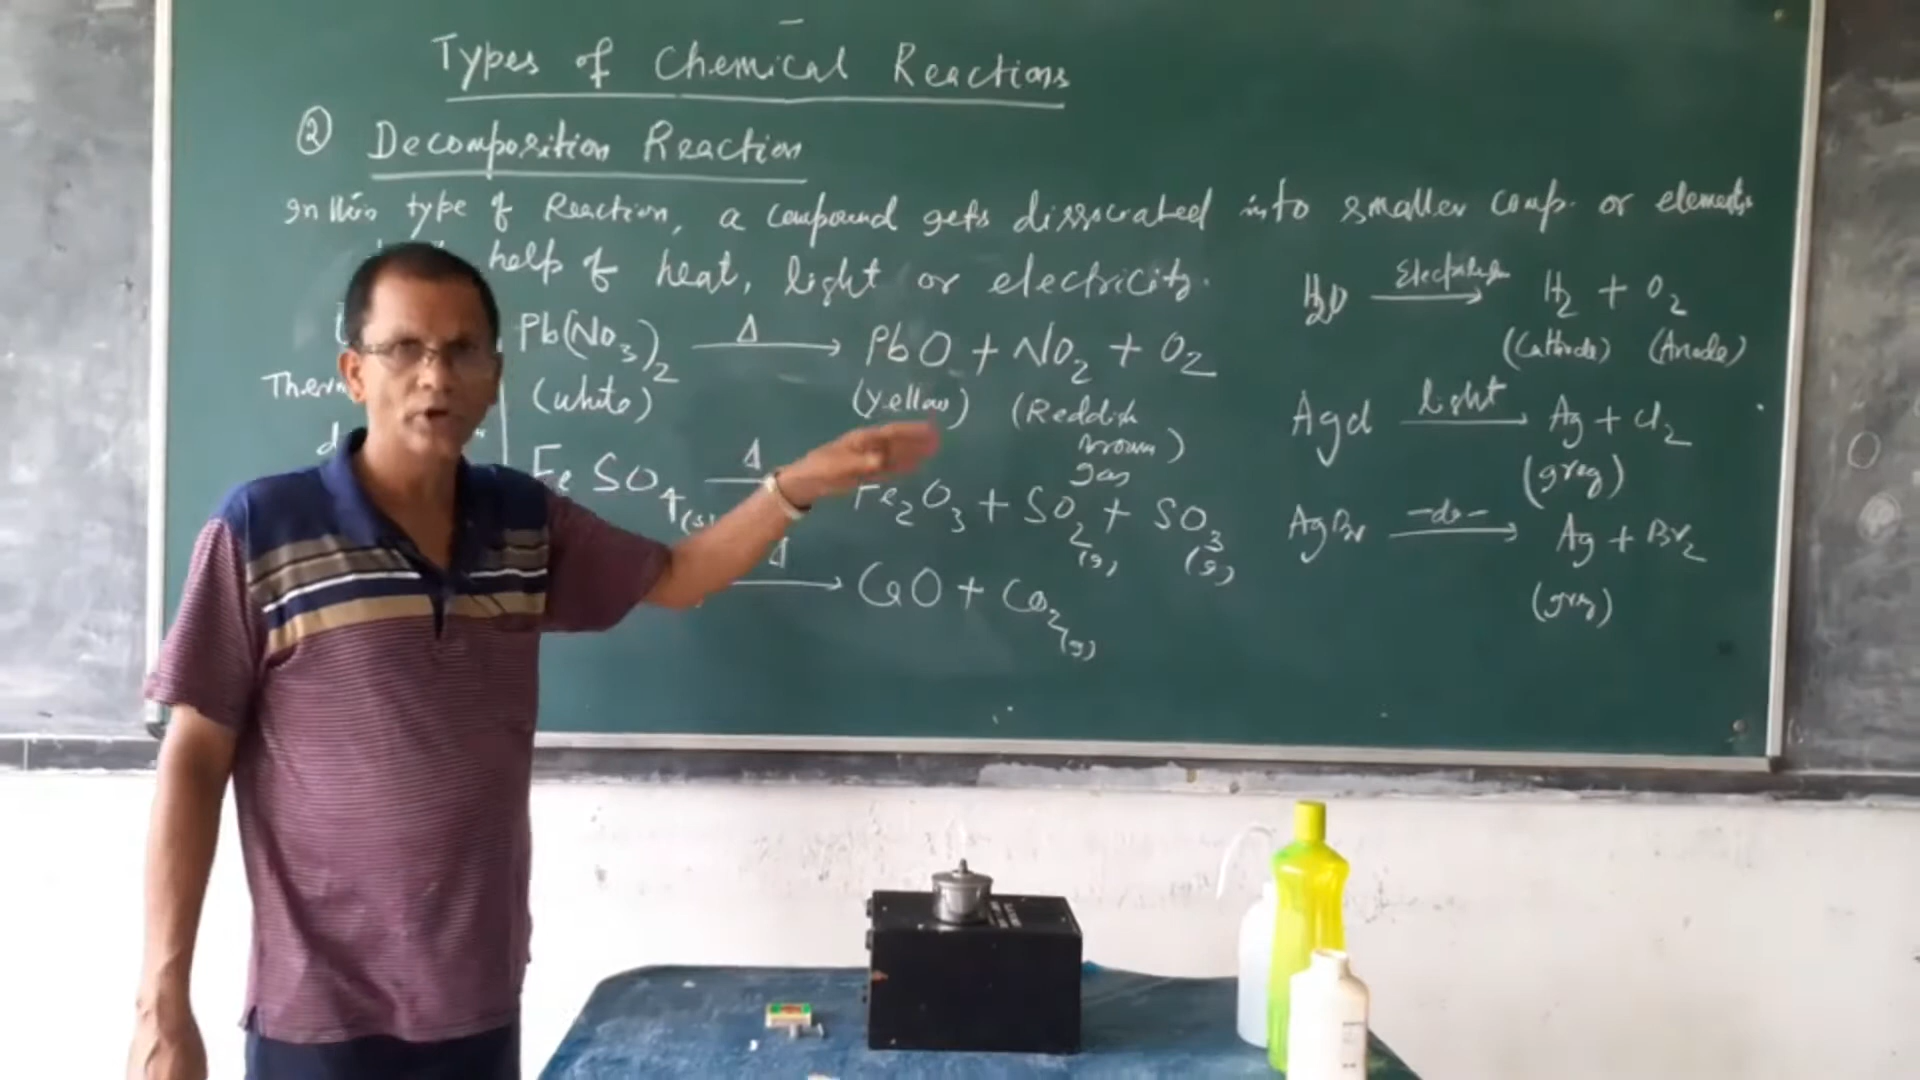 Types of Chemical Reactions
② Decomposition Reaction
In this type of Reaction, a compound gets dissociated into smaller comp. or elements
help of heat, light or electricity.
Pb(NO3)2 Δ→ PbO + NO2 + O2
(white) (Yellow) (Reddish brown) gas
Ther
FeSO4(s) Δ→ Fe2O3 + SO2(g) + SO3(g)
Δ→ CaO + CO2(g)
H2O → H2 + O2
(Cathode) (Anode)
AgCl light→ Ag + Cl2
(grey)
AgBr -do-→ Ag + Br2
(grey)